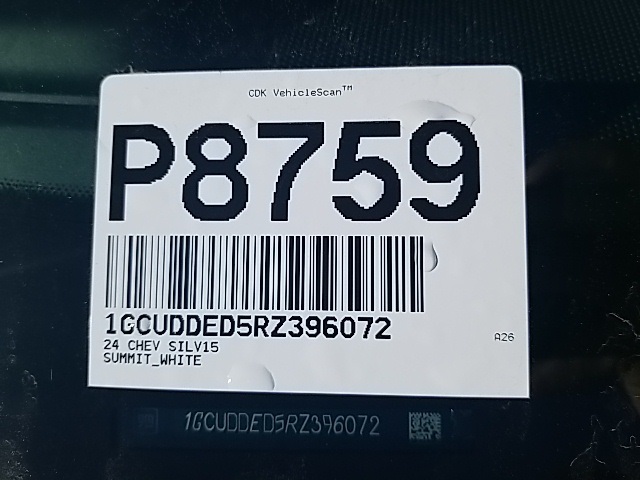 CDK VehicleScan™
P8759
1GCUDDED5RZ396072
24 CHEV SILV15
SUMMIT_WHITE
A26
1GCUDDED5RZ396072